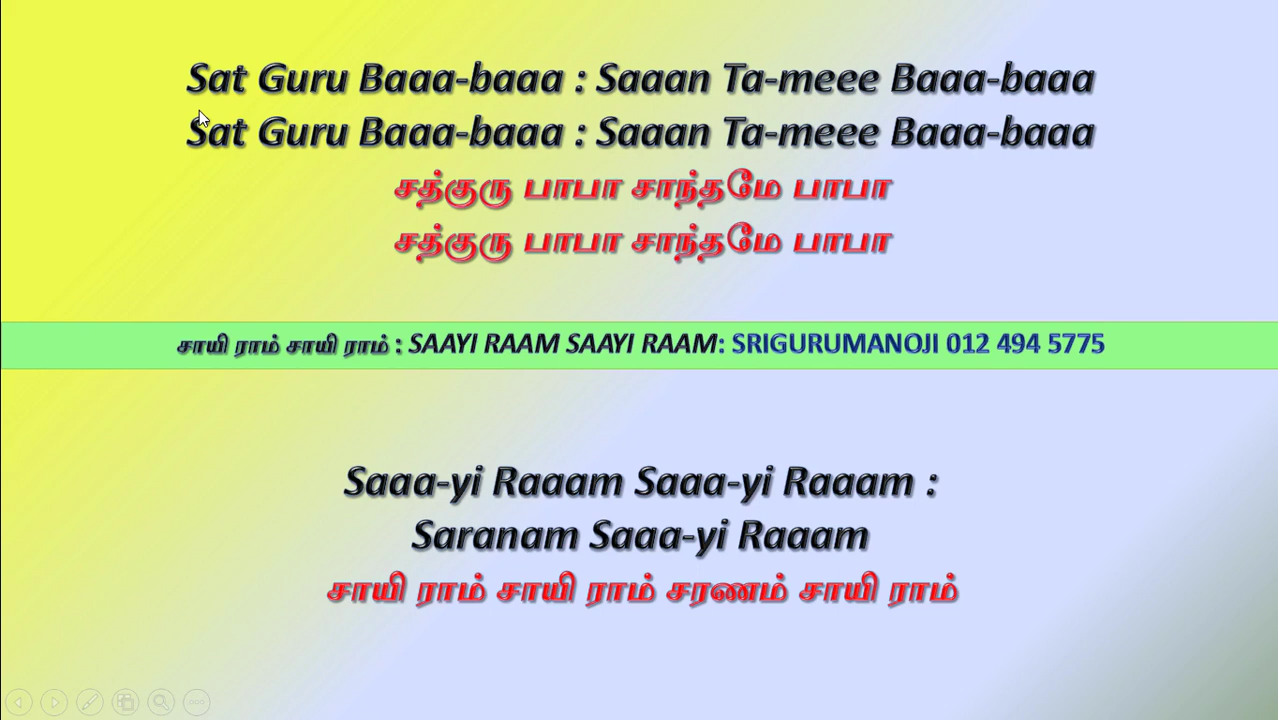 Sat Guru Baaa-baaa : Saaan Ta-meee Baaa-baaa
Sat Guru Baaa-baaa : Saaan Ta-meee Baaa-baaa
சத்குரு பாபா சாந்தமே பாபா
சத்குரு பாபா சாந்தமே பாபா
சாயி ராம் சாயி ராம் : SAAYI RAAM SAAYI RAAM: SRIGURUMANOJI 012 494 5775
Saaa-yi Raaam Saaa-yi Raaam :
Saranam Saaa-yi Raaam
சாயி ராம் சாயி ராம் சரணம் சாயி ராம்